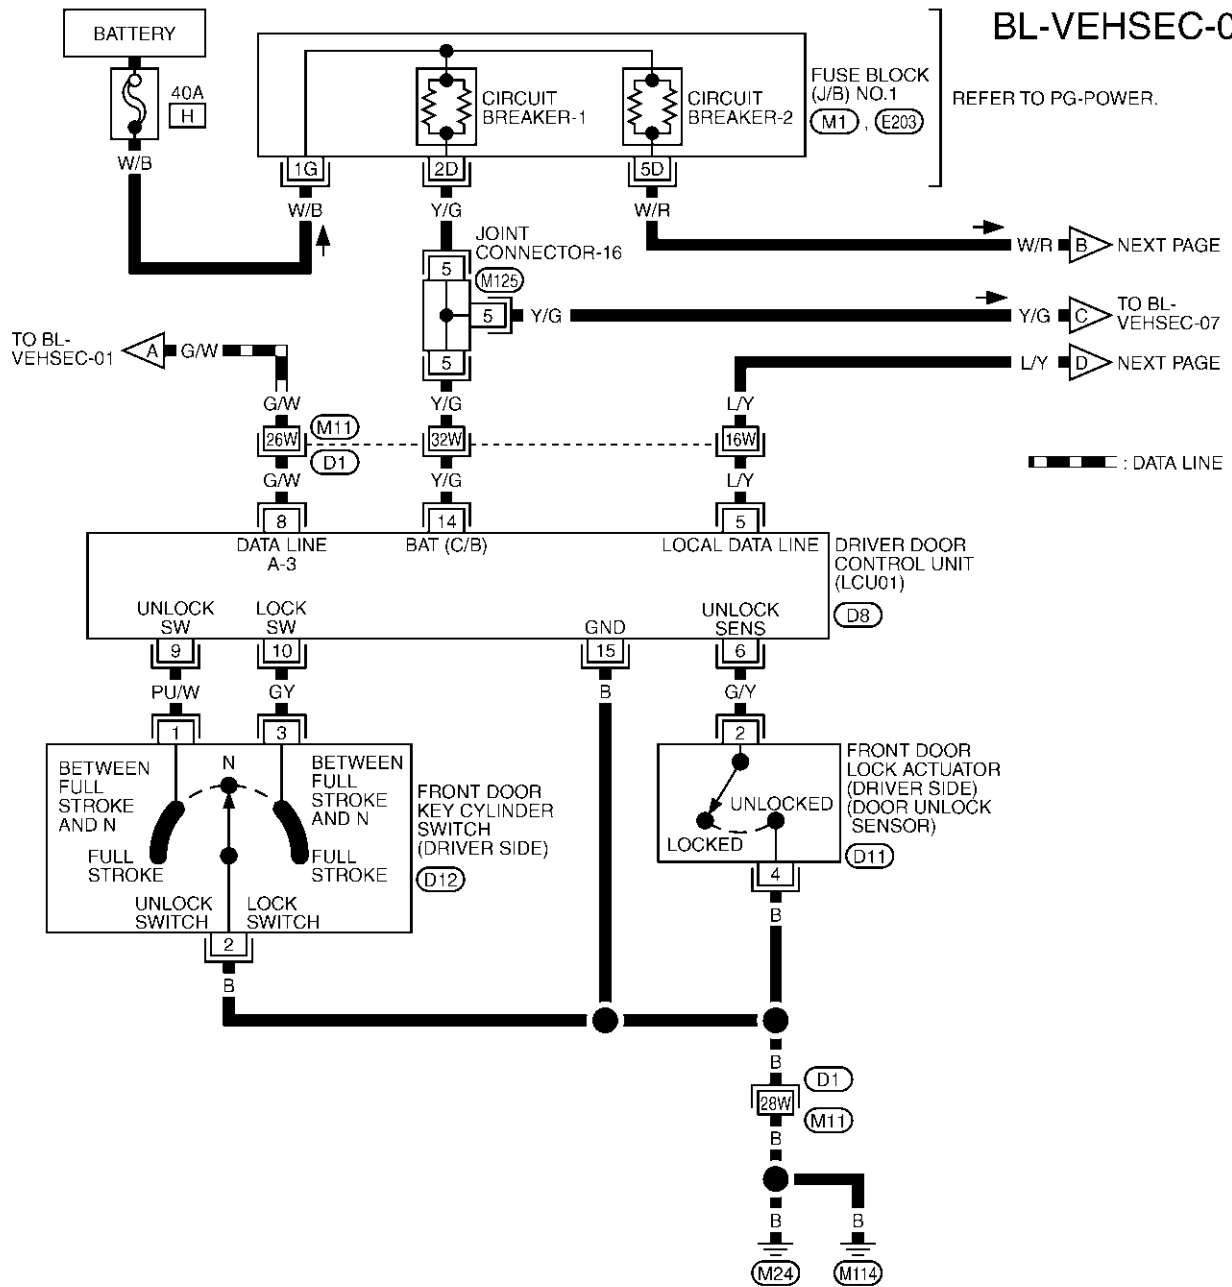 BL-VEHSEC-0
BATTERY
40A
H
W/B
CIRCUIT
BREAKER-1
CIRCUIT
BREAKER-2
FUSE BLOCK
(J/B) NO.1
M1 , E203
REFER TO PG-POWER.
1G
2D
5D
W/B
Y/G
W/R
JOINT
CONNECTOR-16
M125
5
5
5
W/R
B
NEXT PAGE
Y/G
Y/G
C
TO BL-
VEHSEC-07
TO BL-
VEHSEC-01
A
G/W
L/Y
D
NEXT PAGE
G/W
Y/G
L/Y
26W
M11
D1
32W
16W
: DATA LINE
G/W
Y/G
L/Y
8
14
5
DATA LINE
A-3
BAT (C/B)
LOCAL DATA LINE
DRIVER DOOR
CONTROL UNIT
(LCU01)
D8
UNLOCK
SW
LOCK
SW
GND
UNLOCK
SENS
9
10
15
6
PU/W
GY
B
G/Y
1
3
2
BETWEEN
FULL
STROKE
AND N
N
BETWEEN
FULL
STROKE
AND N
FULL
STROKE
FULL
STROKE
UNLOCK
SWITCH
LOCK
SWITCH
FRONT DOOR
KEY CYLINDER
SWITCH
(DRIVER SIDE)
D12
UNLOCKED
LOCKED
FRONT DOOR
LOCK ACTUATOR
(DRIVER SIDE)
(DOOR UNLOCK
SENSOR)
D11
2
4
B
B
B
D1
28W
M11
B
B
B
M24
M114